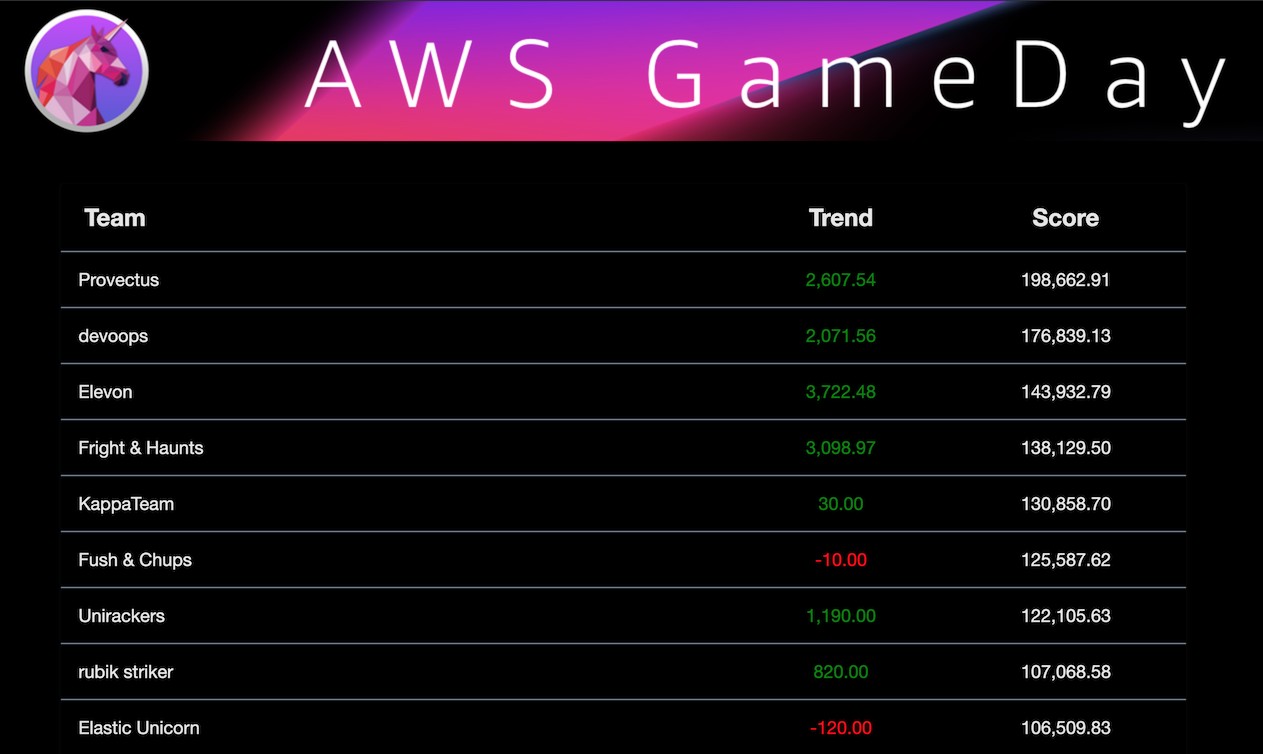 AWS GameDay
Team Trend Score
Provectus 2,607.54 198,662.91
devoops 2,071.56 176,839.13
Elevon 3,722.48 143,932.79
Fright & Haunts 3,098.97 138,129.50
KappaTeam 30.00 130,858.70
Fush & Chups -10.00 125,587.62
Unirackers 1,190.00 122,105.63
rubik striker 820.00 107,068.58
Elastic Unicorn -120.00 106,509.83